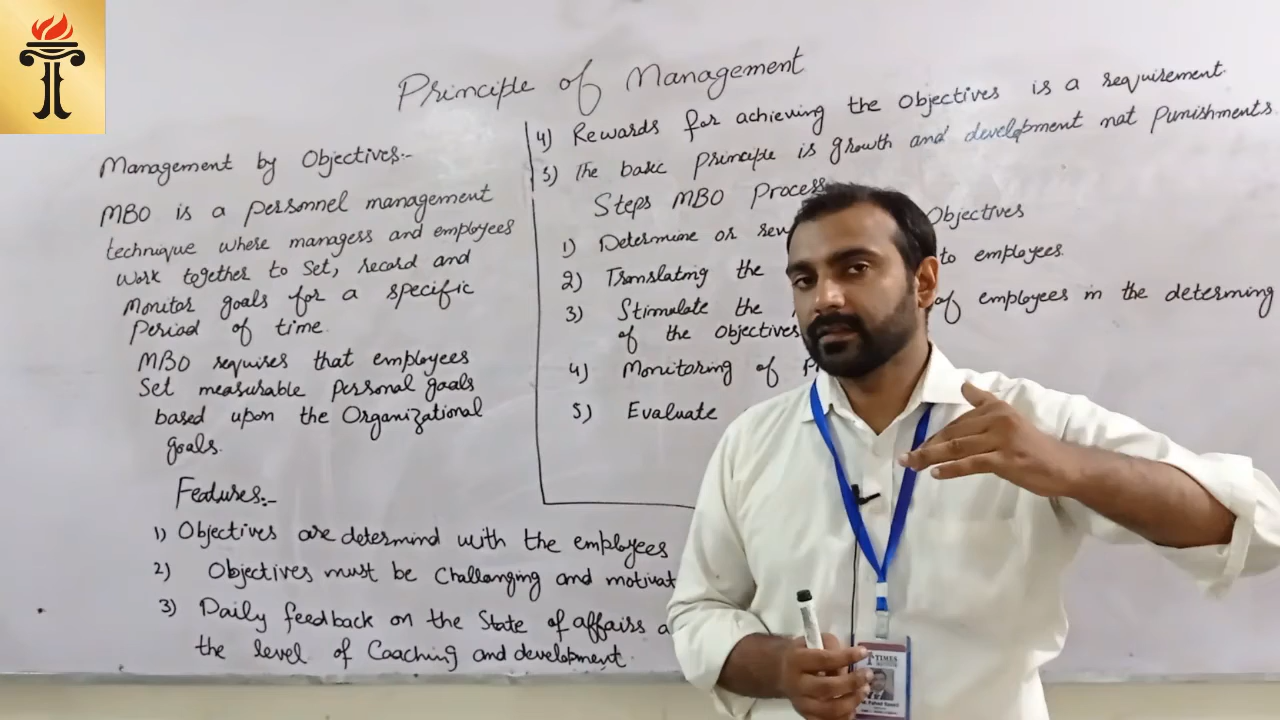 Principle of Management
Management by Objectives:-
MBO is a personnel management
technique where managess and employees
work together to set, record and
Monitor goals for a specific
Period of time.
MBO requires that employees
Set measurable personal goals
based upon the Organizational
goals.
Features:-
1) Objectives are determind with the employees
2) Objectives must be Challanging and motivat
3) Daily feedback on the State of affairs a
the level of Coaching and development.
4) Rewards for achieving the Objectives is a requirement.
5) The basic Principle is growth and development not Punishments.
Steps MBO Process
1) Determine or rev Objectives
2) Translating the to employees.
3) Stimulate the of employees in the determing
of the objectives
4) Monitoring of P
5) Evaluate
TIMES